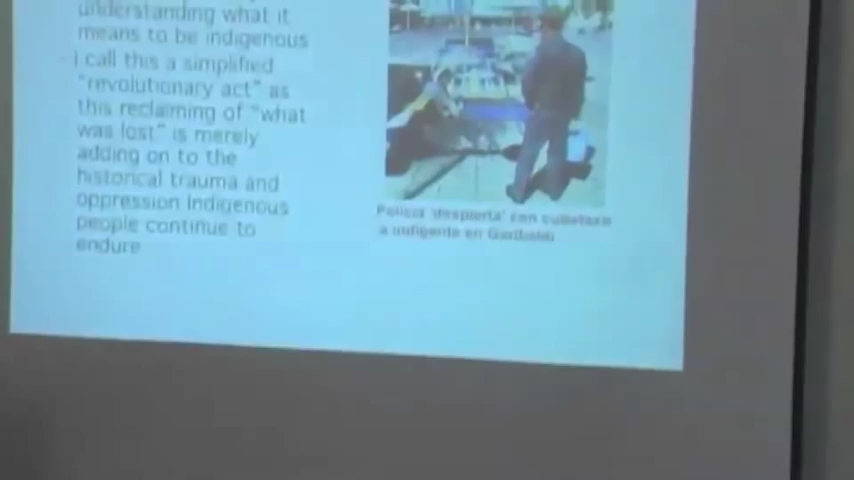 understanding what it
means to be indigenous
- I call this a simplified
"revolutionary act" as
this reclaiming of "what
was lost" is merely
adding on to the
historical trauma and
oppression Indigenous
people continue to
endure
Policía 'despierta' con cubetazo
a indigente en Garibaldi